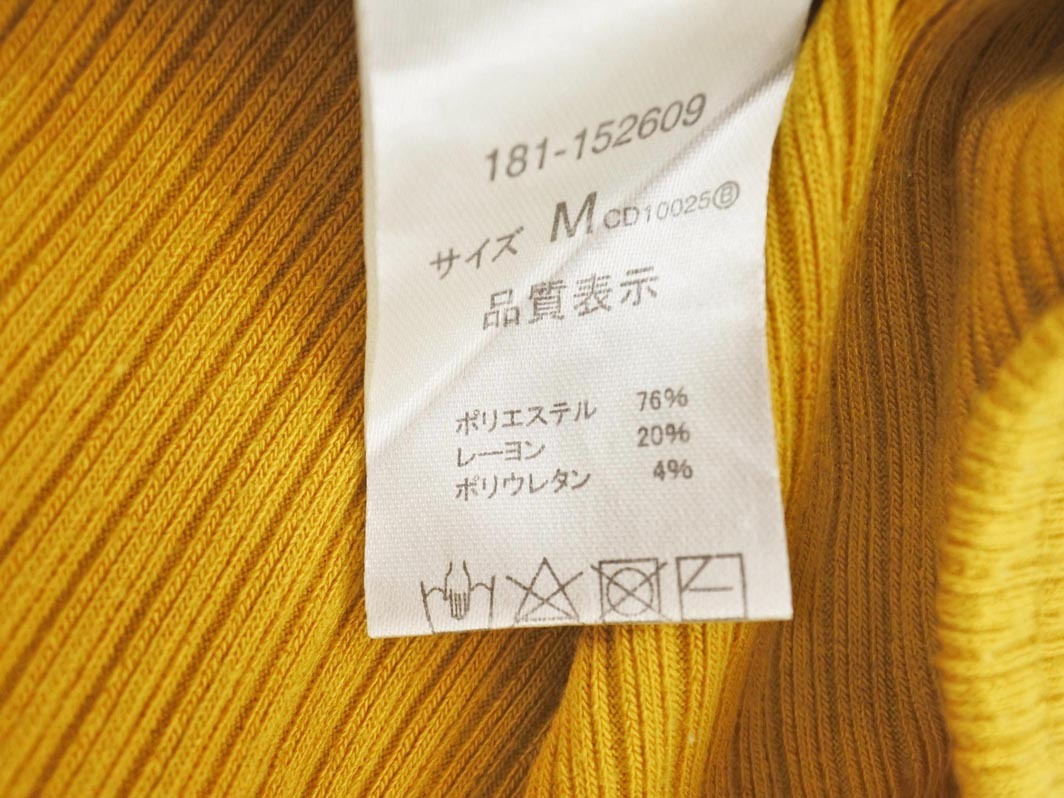 181-152609
サイズ M CD10025Ⓑ
品質表示
ポリエステル 76%
レーヨン 20%
ポリウレタン 4%